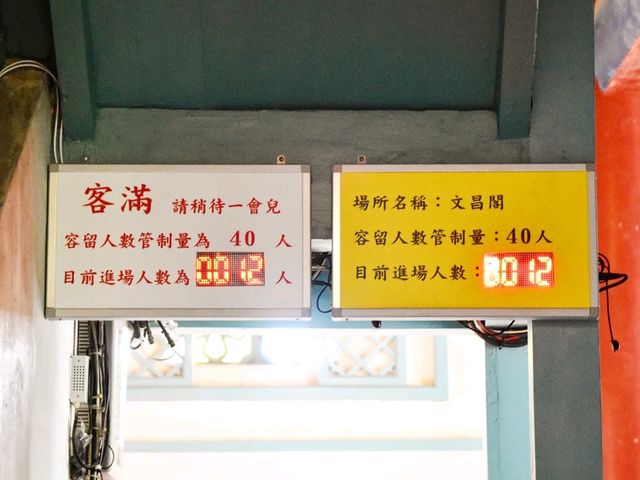 客滿 請稍待一會兒
容留人數管制量為 40 人
目前進場人數為 0012 人
場所名稱：文昌閣
容留人數管制量：40人
目前進場人數：0012